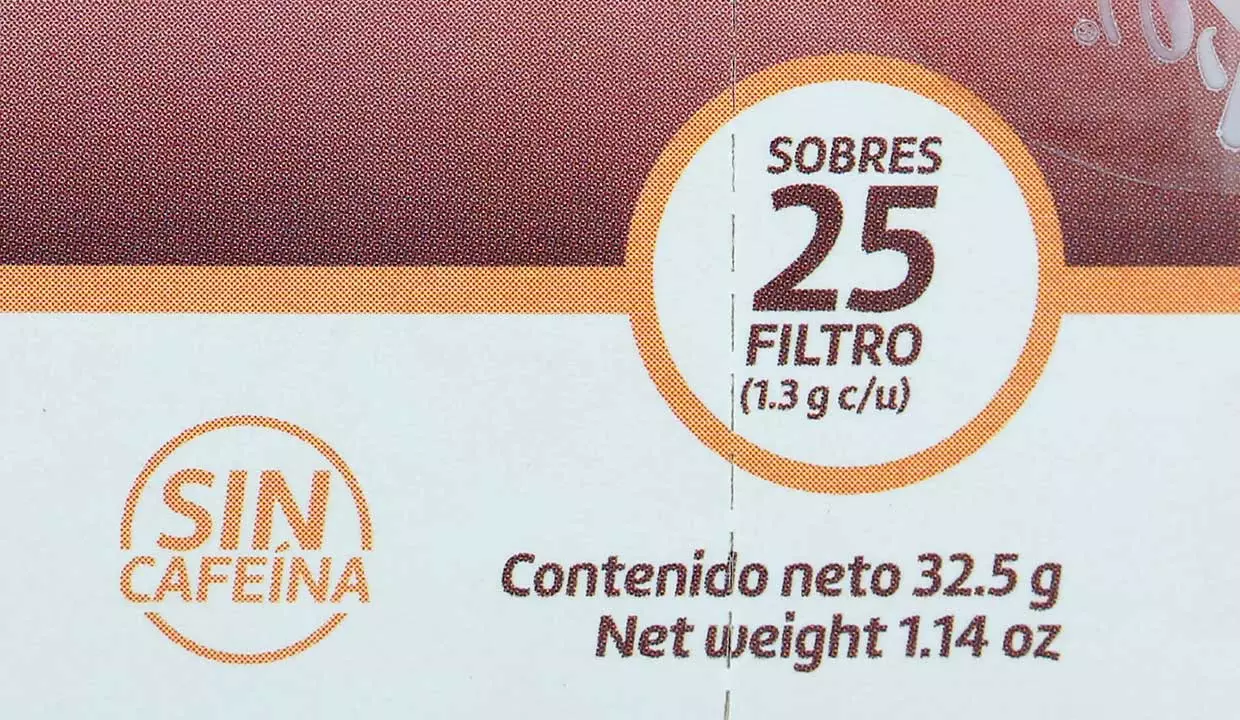 SOBRES
25
FILTRO
(1.3 g c/u)
SIN
CAFEÍNA
Contenido neto 32.5 g
Net weight 1.14 oz